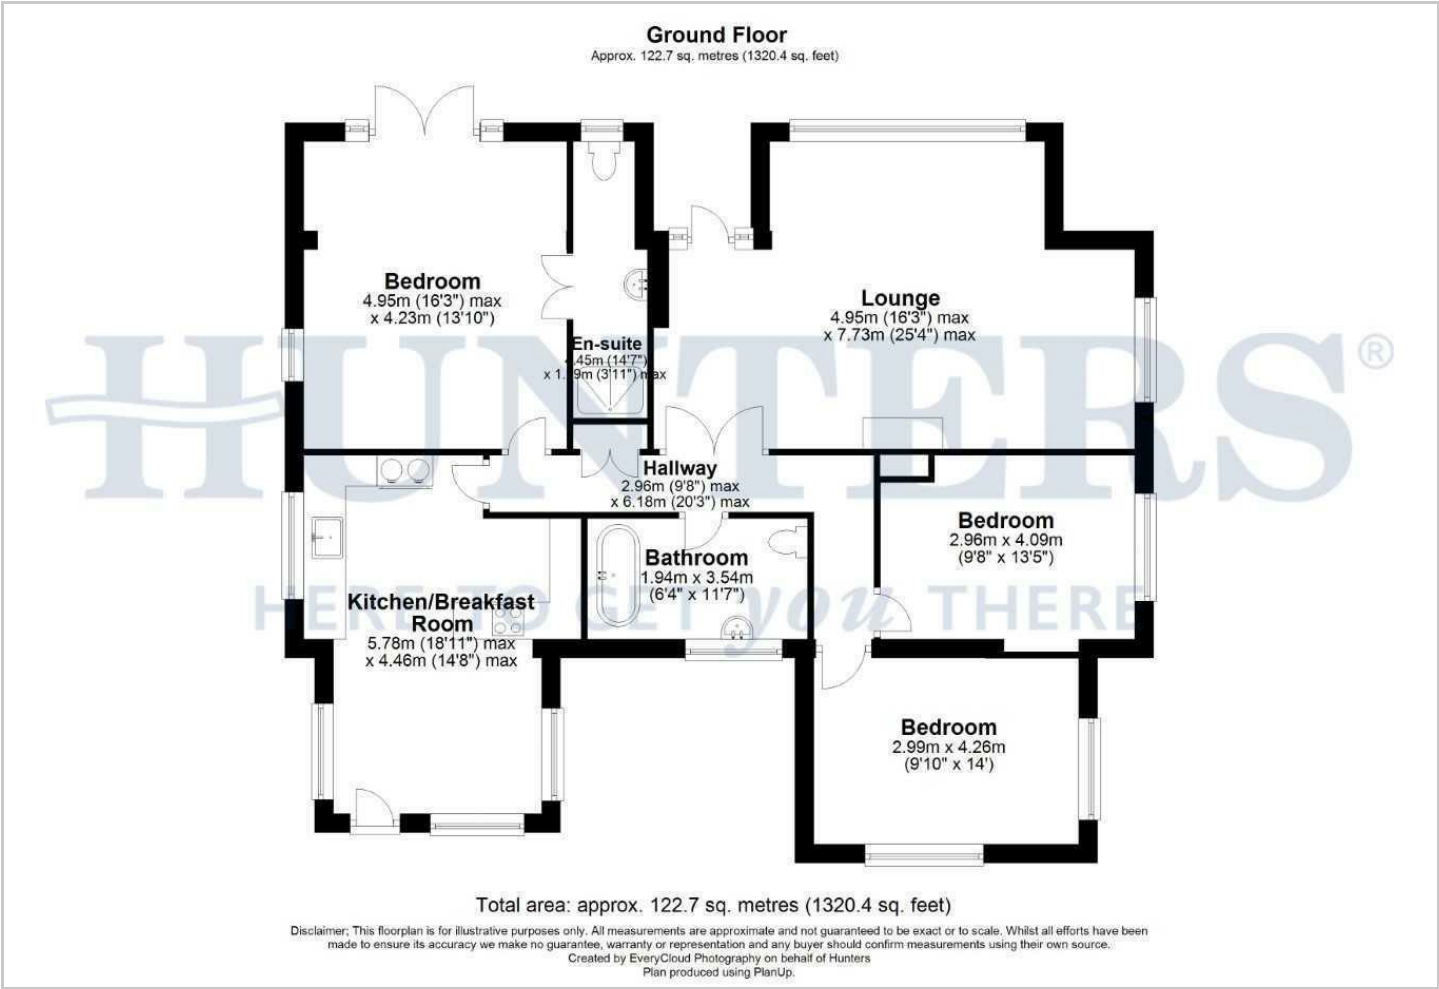 Ground Floor
Approx. 122.7 sq. metres (1320.4 sq. feet)
Bedroom
4.95m (16'3") max
x 4.23m (13'10")
Lounge
4.95m (16'3") max
x 7.73m (25'4") max
En-suite
.45m (14'7")
x 1.19m (3'11") max
HUNTERS®
HERE TO GET you THERE
Hallway
2.96m (9'8") max
x 6.18m (20'3") max
Bedroom
2.96m x 4.09m
(9'8" x 13'5")
Bathroom
1.94m x 3.54m
(6'4" x 11'7")
Kitchen/Breakfast
Room
5.78m (18'11") max
x 4.46m (14'8") max
Bedroom
2.99m x 4.26m
(9'10" x 14')
Total area: approx. 122.7 sq. metres (1320.4 sq. feet)
Disclaimer; This floorplan is for illustrative purposes only. All measurements are approximate and not guaranteed to be exact or to scale. Whilst all efforts have been
made to ensure its accuracy we make no guarantee, warranty or representation and any buyer should confirm measurements using their own source.
Created by EveryCloud Photography on behalf of Hunters
Plan produced using PlanUp.